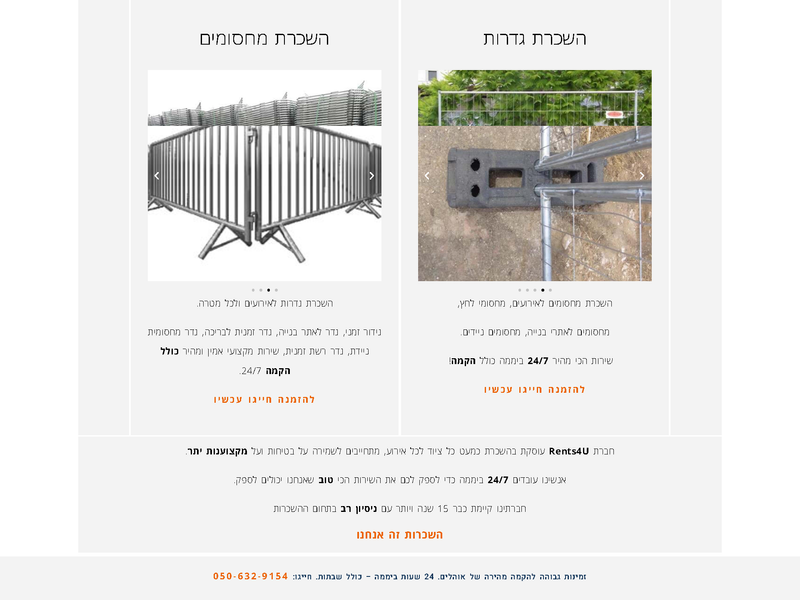 השכרת גדרות
השכרת מחסומים לאירועים, מחסומי לחץ,
מחסומים לאתרי בנייה, מחסומים ניידים.
שירות הכי מהיר 24/7 ביממה כולל הקמה!
להזמנה חייגו עכשיו
השכרת מחסומים
השכרת גדרות לאירועים ולכל מטרה.
גידור זמני, גדר לאתר בנייה, גדר זמנית לבריכה, גדר מחסומית
ניידת, גדר רשת זמנית, שירות מקצועי אמין ומהיר כולל
הקמה 24/7.
להזמנה חייגו עכשיו
חברת Rents4U עוסקת בהשכרת כמעט כל ציוד לכל אירוע, מתחייבים לשמירה על בטיחות ועל מקצוענות יתר.
אנשינו עובדים 24/7 ביממה כדי לספק לכם את השירות הכי טוב שאנחנו יכולים לספק.
חברתינו קיימת כבר 15 שנה ויותר עם ניסיון רב בתחום ההשכרות
השכרות זה אנחנו
זמינות גבוהה להקמה מהירה של אוהלים. 24 שעות ביממה – כולל שבתות. חייגו: 050-632-9154